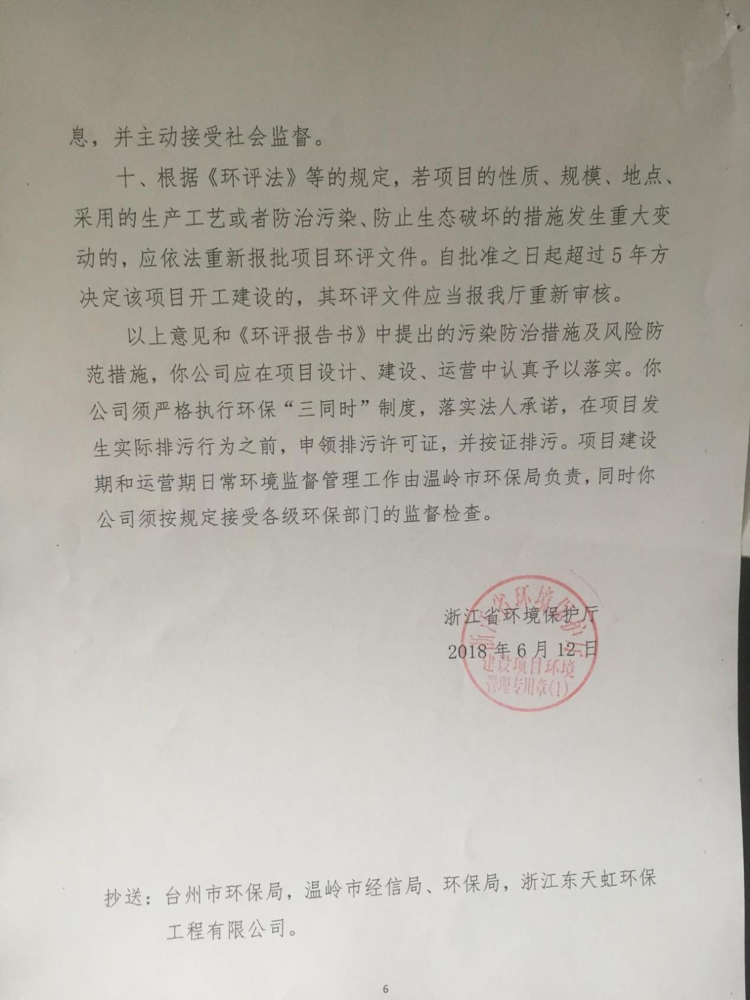 息，并主动接受社会监督。
十、根据《环评法》等的规定，若项目的性质、规模、地点、
采用的生产工艺或者防治污染、防止生态破坏的措施发生重大变
动的，应依法重新报批项目环评文件。自批准之日起超过5年方
决定该项目开工建设的，其环评文件应当报我厅重新审核。
以上意见和《环评报告书》中提出的污染防治措施及风险防
范措施，你公司应在项目设计、建设、运营中认真予以落实。你
公司须严格执行环保“三同时”制度，落实法人承诺，在项目发
生实际排污行为之前，申领排污许可证，并按证排污。项目建设
期和运营期日常环境监督管理工作由温岭市环保局负责，同时你
公司须按规定接受各级环保部门的监督检查。
浙江省环境保护厅
浙江省环境保护厅
2018年6月12日
建设项目环境
管理专用章(1)
抄送：台州市环保局，温岭市经信局、环保局，浙江东天虹环保
工程有限公司。
6